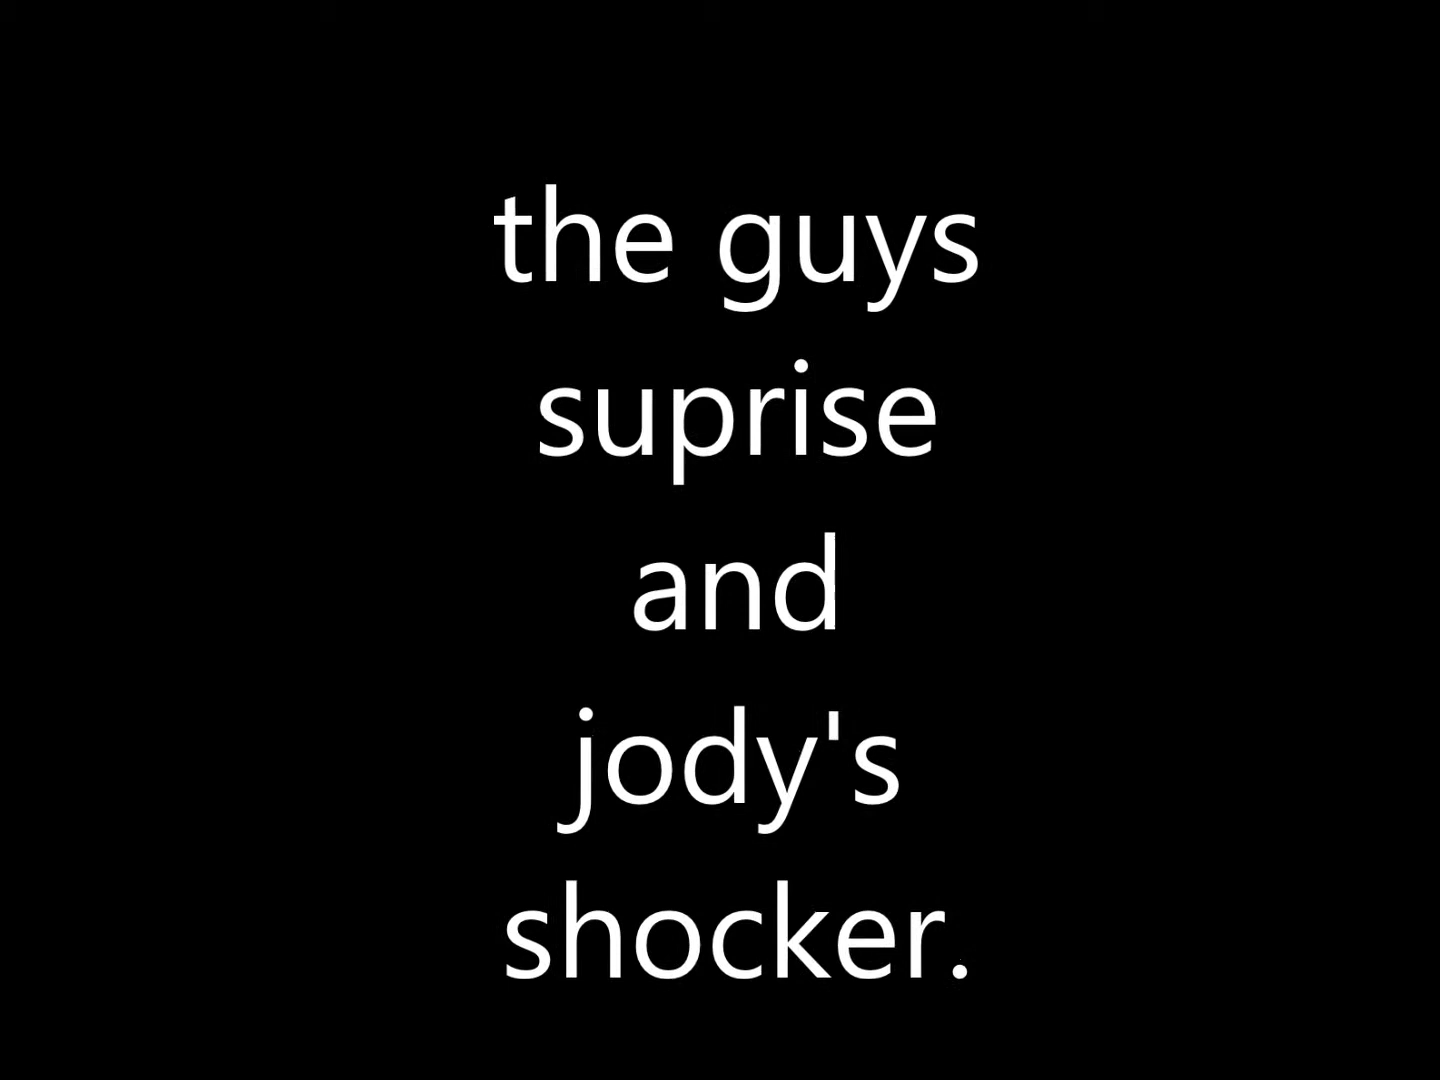 the guys
suprise
and
jody's
shocker.